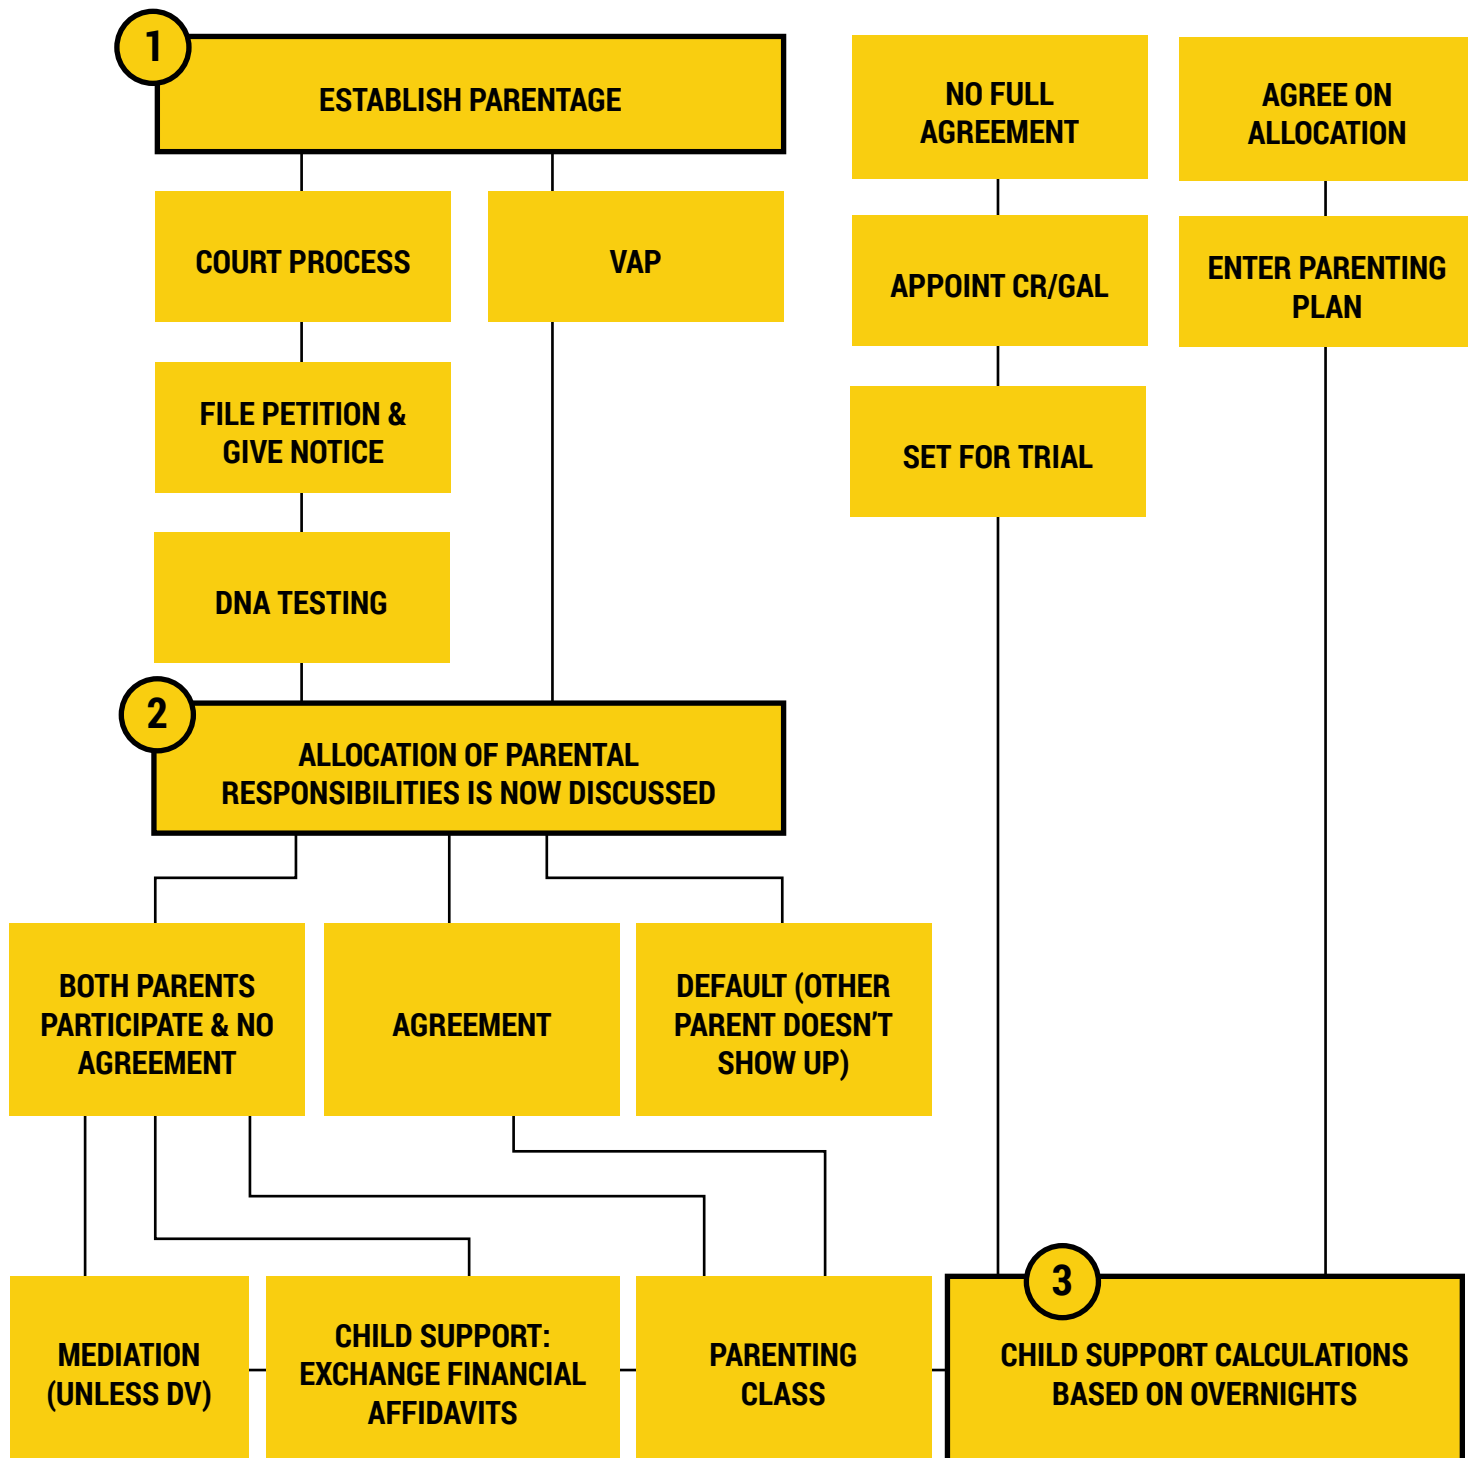 1
ESTABLISH PARENTAGE
COURT PROCESS
VAP
FILE PETITION &
GIVE NOTICE
DNA TESTING
2
ALLOCATION OF PARENTAL
RESPONSIBILITIES IS NOW DISCUSSED
BOTH PARENTS
PARTICIPATE & NO
AGREEMENT
AGREEMENT
DEFAULT (OTHER
PARENT DOESN'T
SHOW UP)
MEDIATION
(UNLESS DV)
CHILD SUPPORT:
EXCHANGE FINANCIAL
AFFIDAVITS
PARENTING
CLASS
NO FULL
AGREEMENT
APPOINT CR/GAL
SET FOR TRIAL
AGREE ON
ALLOCATION
ENTER PARENTING
PLAN
3
CHILD SUPPORT CALCULATIONS
BASED ON OVERNIGHTS